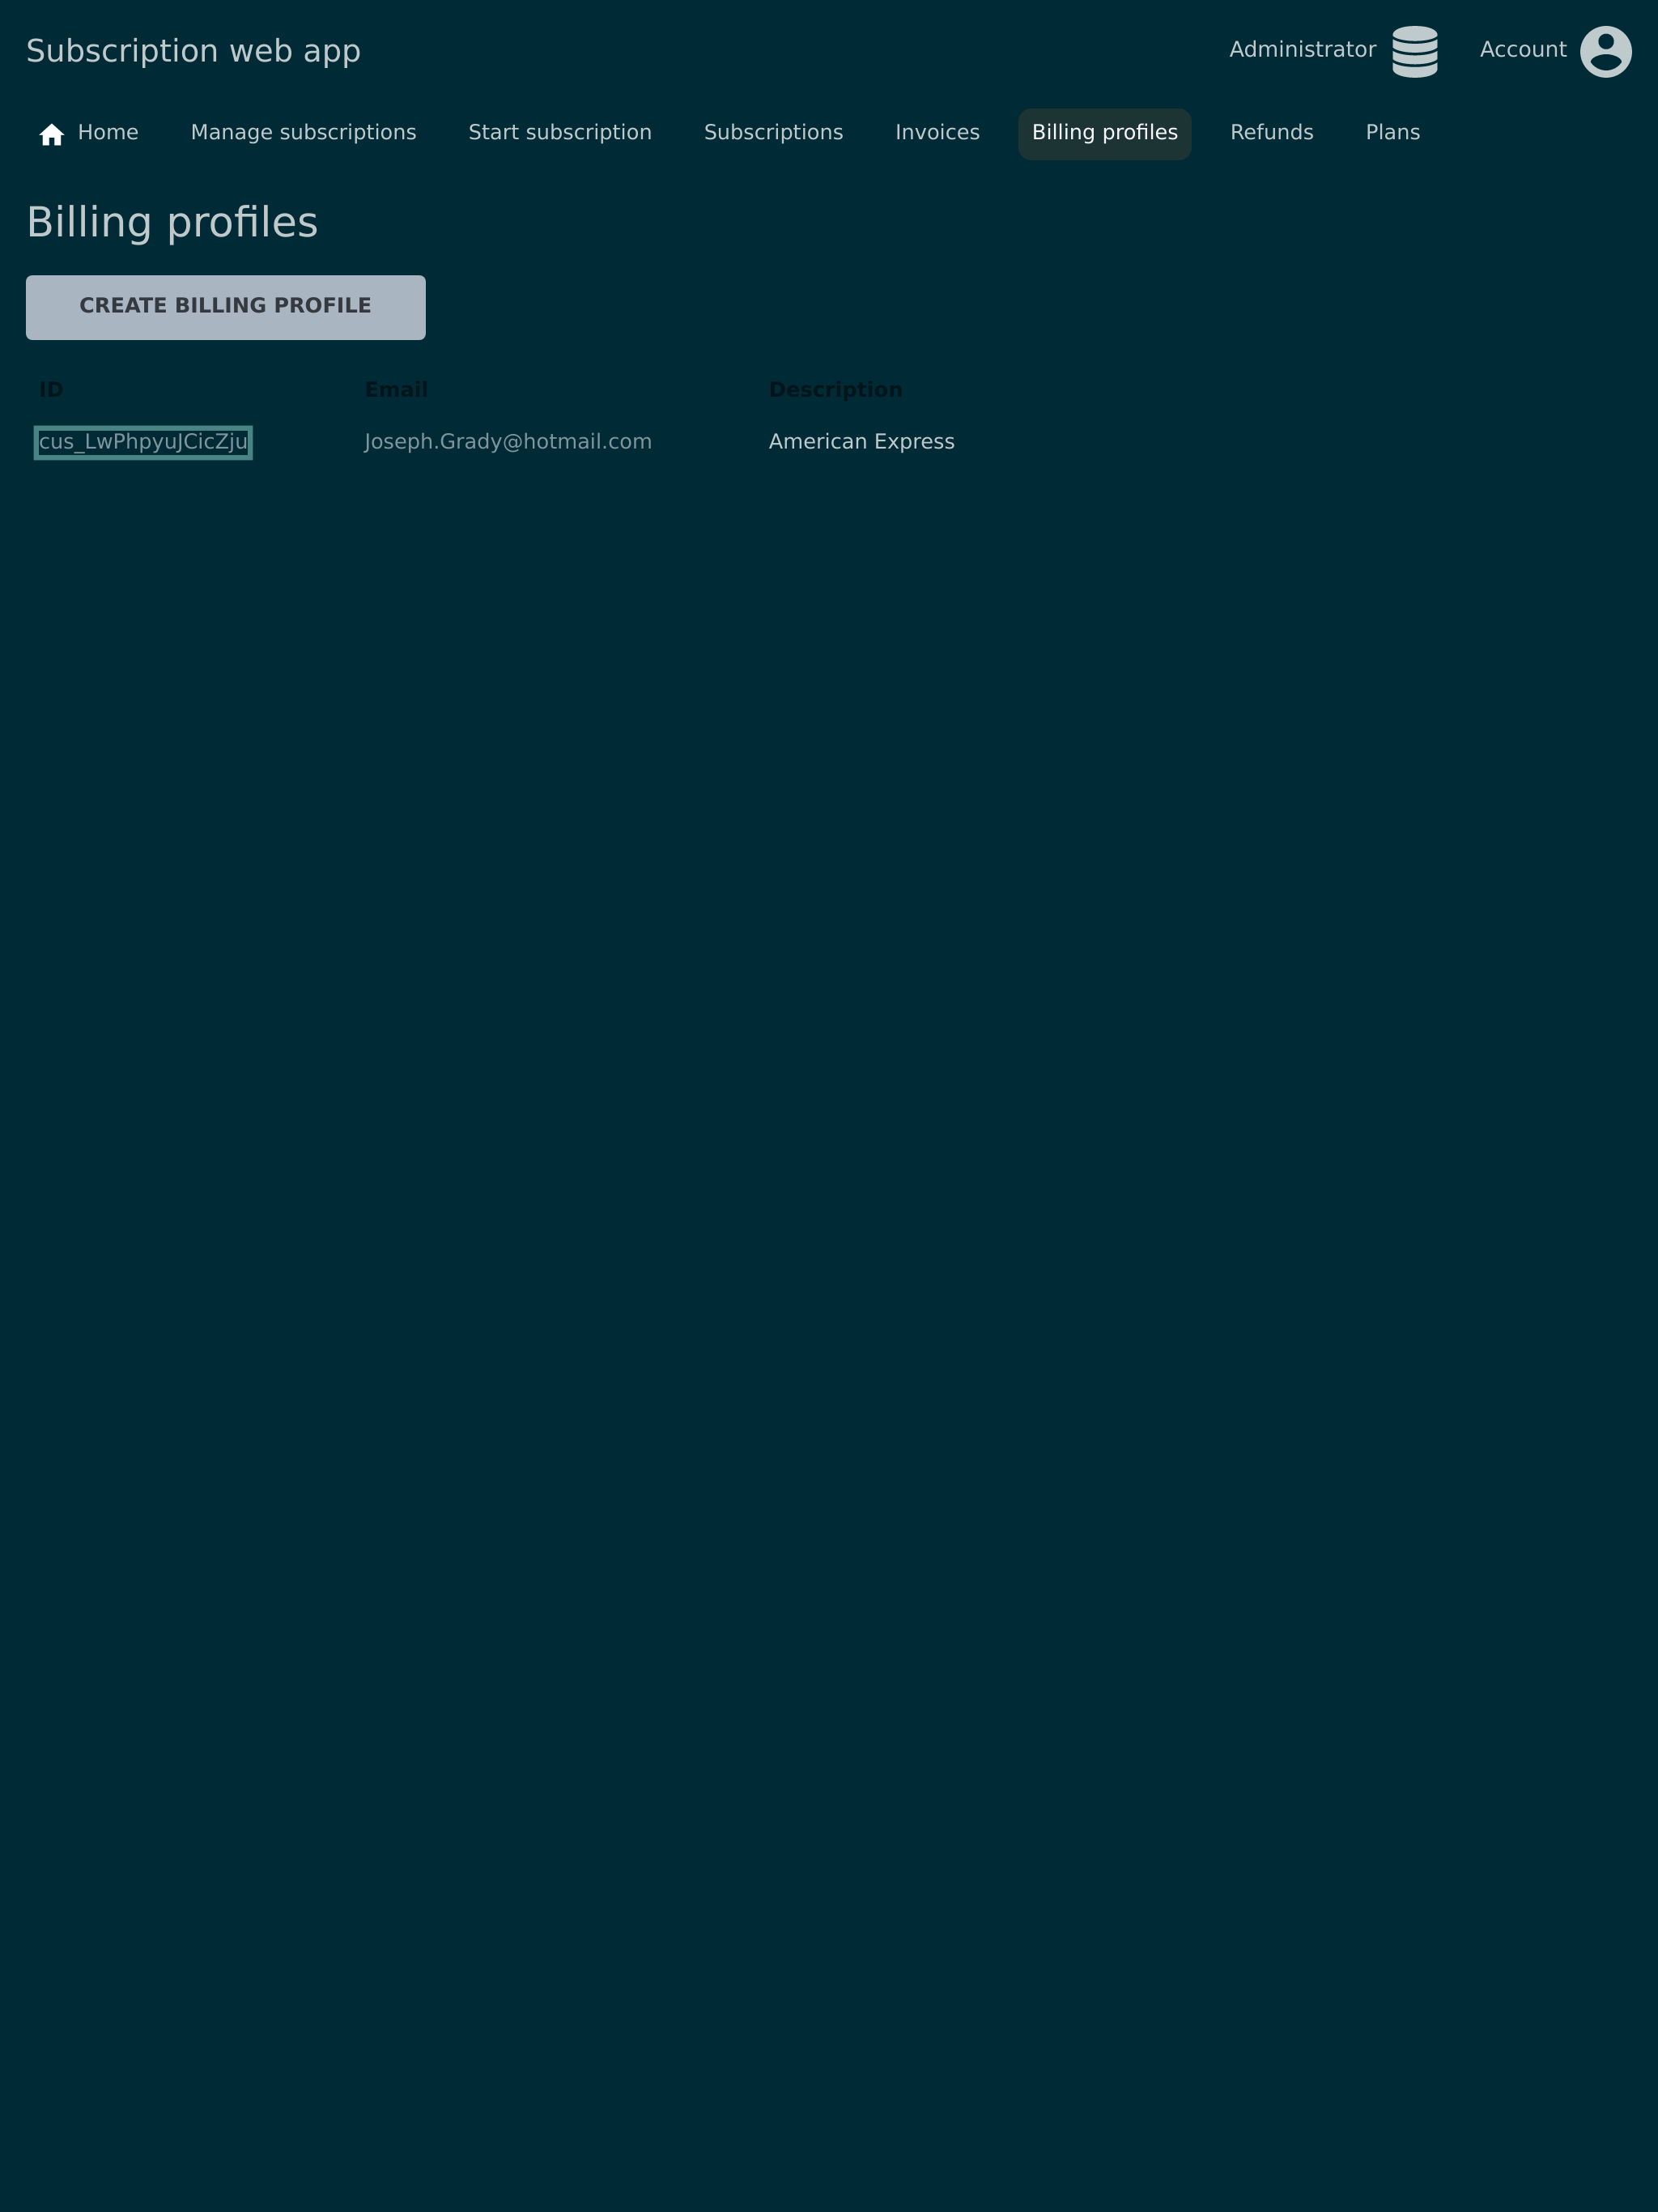 Subscription web app
Administrator
Account
Home Manage subscriptions Start subscription Subscriptions Invoices Billing profiles Refunds Plans
Billing profiles
CREATE BILLING PROFILE
ID Email Description
cus_LwPhpyuJCicZju Joseph.Grady@hotmail.com American Express